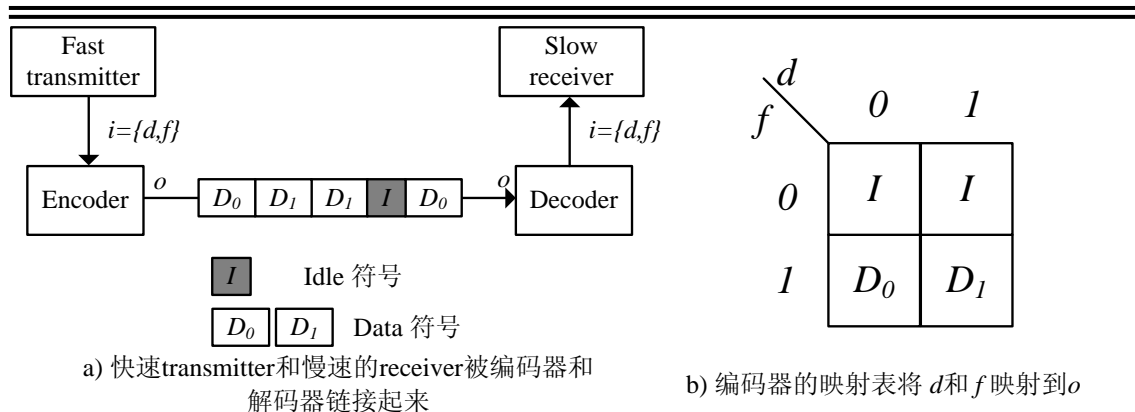 Fast
transmitter
Slow
receiver
i={d,f}
i={d,f}
Encoder
o
D0 D1 D1 I D0
o
Decoder
I Idle 符号
D0 D1 Data 符号
a) 快速transmitter和慢速的receiver被编码器和
解码器链接起来
d
f
0 1
0 I I
1 D0 D1
b) 编码器的映射表将 d和 f 映射到o